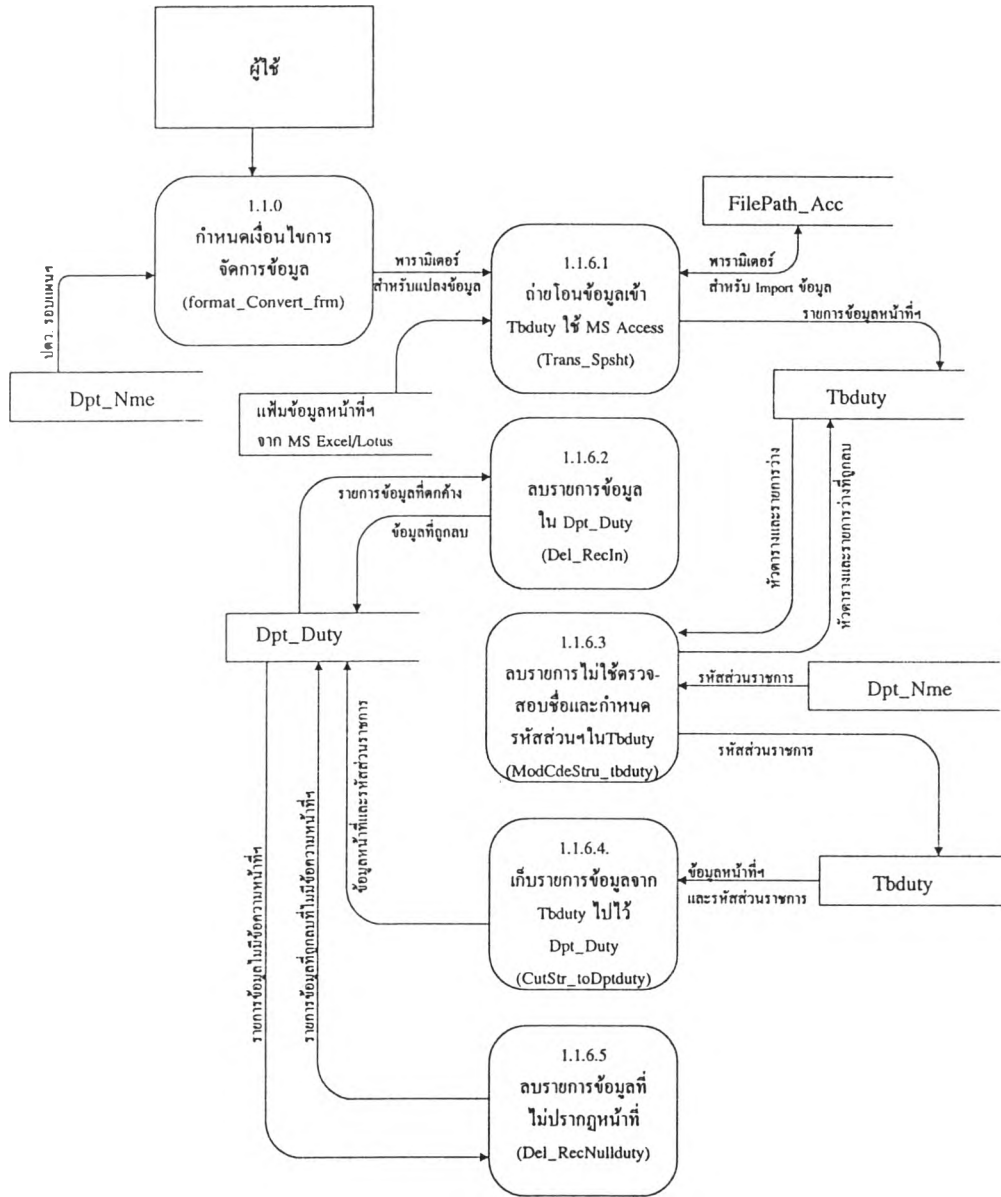 ผู้ใช้
1.1.0
กำหนดเงื่อนไขการ
จัดการข้อมูล
(format_Convert_frm)
ปตว. รอบแผนฯ
Dpt_Nme
พารามิเตอร์
สำหรับแปลงข้อมูล
1.1.6.1
ถ่ายโอนข้อมูลเข้า
Tbduty ใช้ MS Access
(Trans_Spsht)
FilePath_Acc
พารามิเตอร์
สำหรับ Import ข้อมูล
รายการข้อมูลหน้าที่ฯ
Tbduty
แฟ้มข้อมูลหน้าที่ฯ
จาก MS Excel/Lotus
1.1.6.2
ลบรายการข้อมูล
ใน Dpt_Duty
(Del_RecIn)
รายการข้อมูลที่ตกค้าง
ข้อมูลที่ถูกลบ
หัวตารางและรายการว่าง
หัวตารางและรายการว่างที่ถูกลบ
Dpt_Duty
1.1.6.3
ลบรายการไม่ใช้ตรวจ-
สอบชื่อและกำหนด
รหัสส่วนฯในTbduty
(ModCdeStru_tbduty)
รหัสส่วนราชการ
Dpt_Nme
รหัสส่วนราชการ
รายการข้อมูลไม่มีข้อความหน้าที่ฯ
รายการข้อมูลที่ถูกลบที่ไม่มีข้อความหน้าที่ฯ
ข้อมูลหน้าที่และรหัสส่วนราชการ
1.1.6.4.
เก็บรายการข้อมูลจาก
Tbduty ไปไว้
Dpt_Duty
(CutStr_toDptduty)
ข้อมูลหน้าที่ฯ
และรหัสส่วนราชการ
Tbduty
1.1.6.5
ลบรายการข้อมูลที่
ไม่ปรากฏหน้าที่
(Del_RecNullduty)